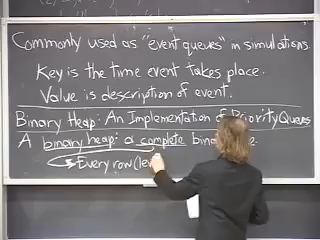 Commonly used as "event queues" in simulations.
Key is the time event takes place.
Value is description of event.
Binary Heap: An Implementation of Priority Queues
A binary heap: a complete
Every row (lev